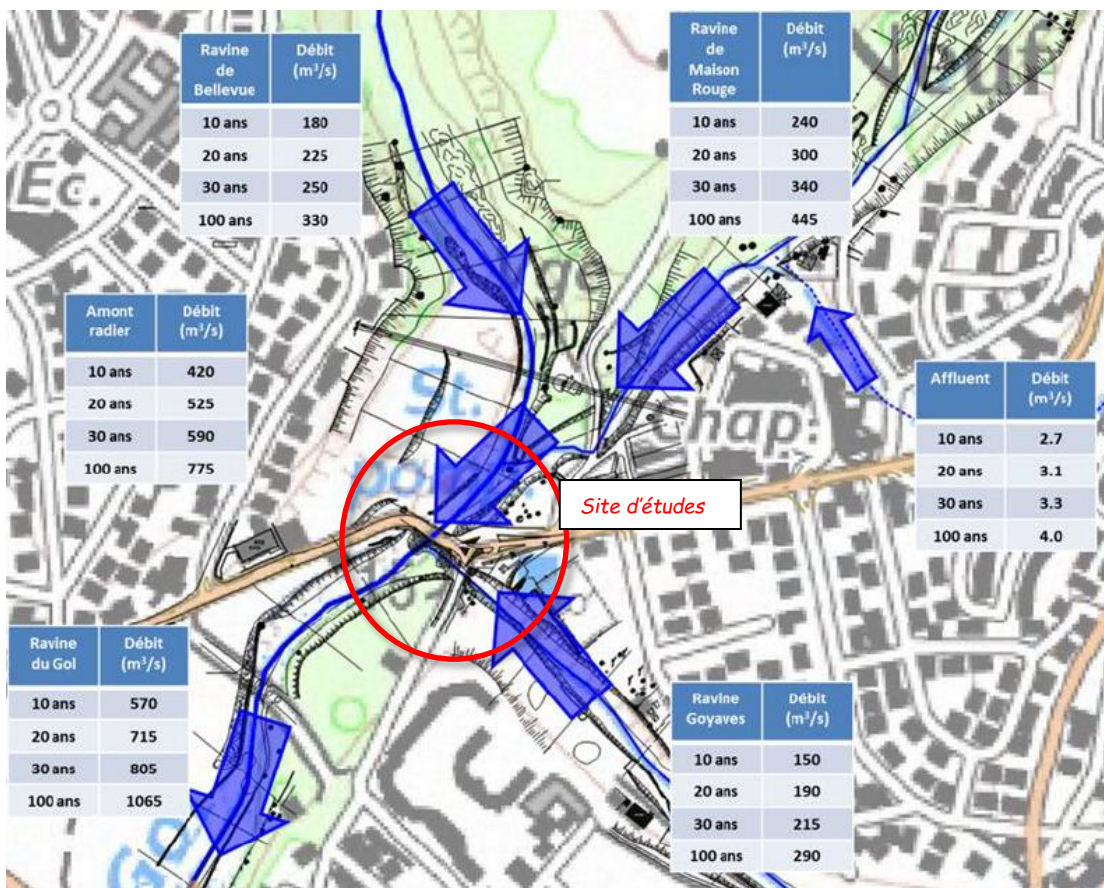 Ravine de Bellevue Débit (m³/s)
10 ans 180
20 ans 225
30 ans 250
100 ans 330
Ravine de Maison Rouge Débit (m³/s)
10 ans 240
20 ans 300
30 ans 340
100 ans 445
Ec.
Amont radier Débit (m³/s)
10 ans 420
20 ans 525
30 ans 590
100 ans 775
St.
Chap.
Affluent Débit (m³/s)
10 ans 2.7
20 ans 3.1
30 ans 3.3
100 ans 4.0
Site d'études
Ravine du Gol Débit (m³/s)
10 ans 570
20 ans 715
30 ans 805
100 ans 1065
Ravine Goyaves Débit (m³/s)
10 ans 150
20 ans 190
30 ans 215
100 ans 290